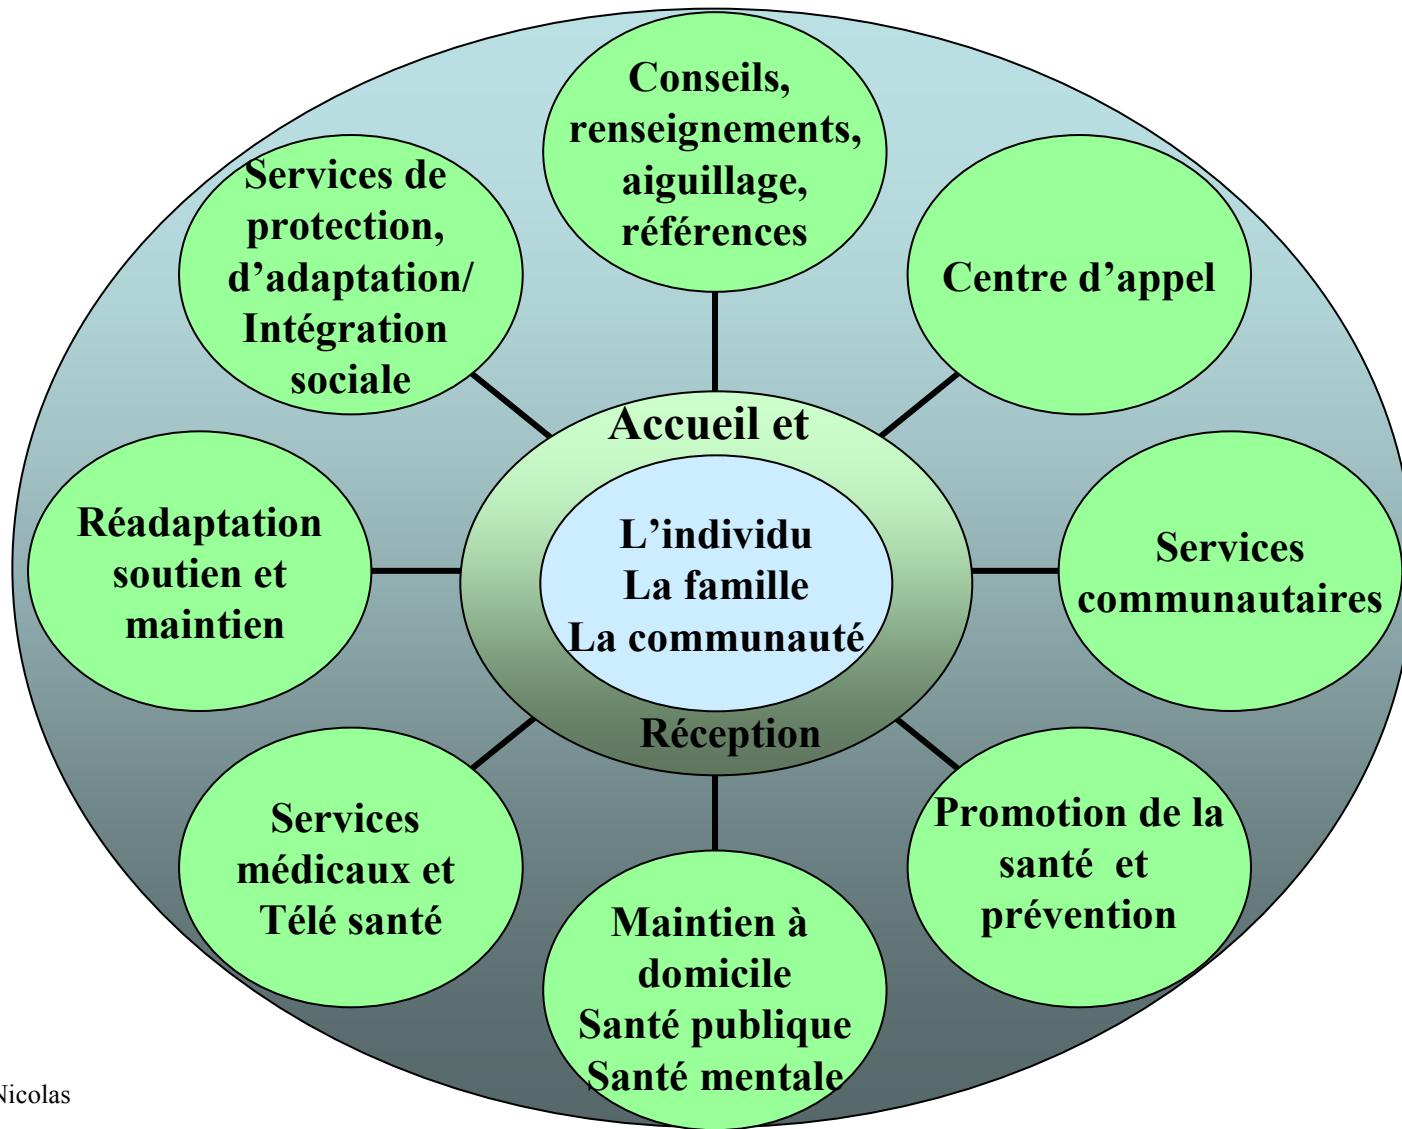 Conseils,
renseignements,
aiguillage,
références
Services de
protection,
d’adaptation/
Intégration
sociale
Centre d’appel
Accueil et
Réadaptation
soutien et
maintien
L’individu
La famille
La communauté
Services
communautaires
Réception
Services
médicaux et
Télé santé
Promotion de la
santé et
prévention
Maintien à
domicile
Santé publique
Santé mentale
Nicolas